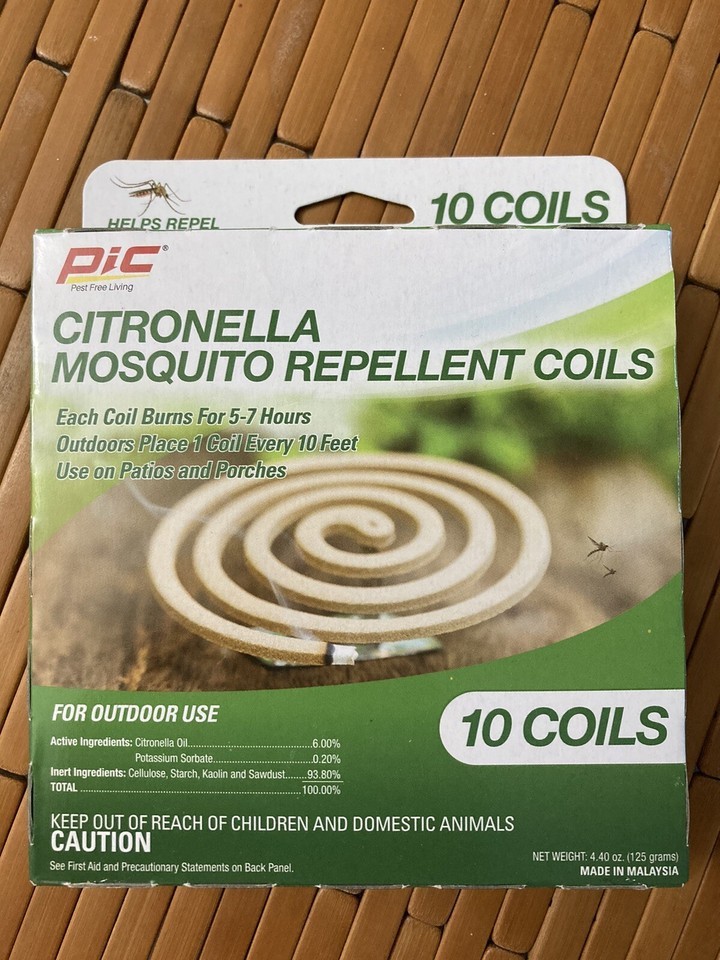 HELPS REPEL
10 COILS
PiC®
Pest Free Living
CITRONELLA
MOSQUITO REPELLENT COILS
Each Coil Burns For 5-7 Hours
Outdoors Place 1 Coil Every 10 Feet
Use on Patios and Porches
FOR OUTDOOR USE
10 COILS
Active Ingredients: Citronella Oil..............................................6.00%
Potassium Sorbate.....................................0.20%
Inert Ingredients: Cellulose, Starch, Kaolin and Sawdust.......93.80%
TOTAL ..................................................................................100.00%
KEEP OUT OF REACH OF CHILDREN AND DOMESTIC ANIMALS
CAUTION
See First Aid and Precautionary Statements on Back Panel.
NET WEIGHT: 4.40 oz. (125 grams)
MADE IN MALAYSIA